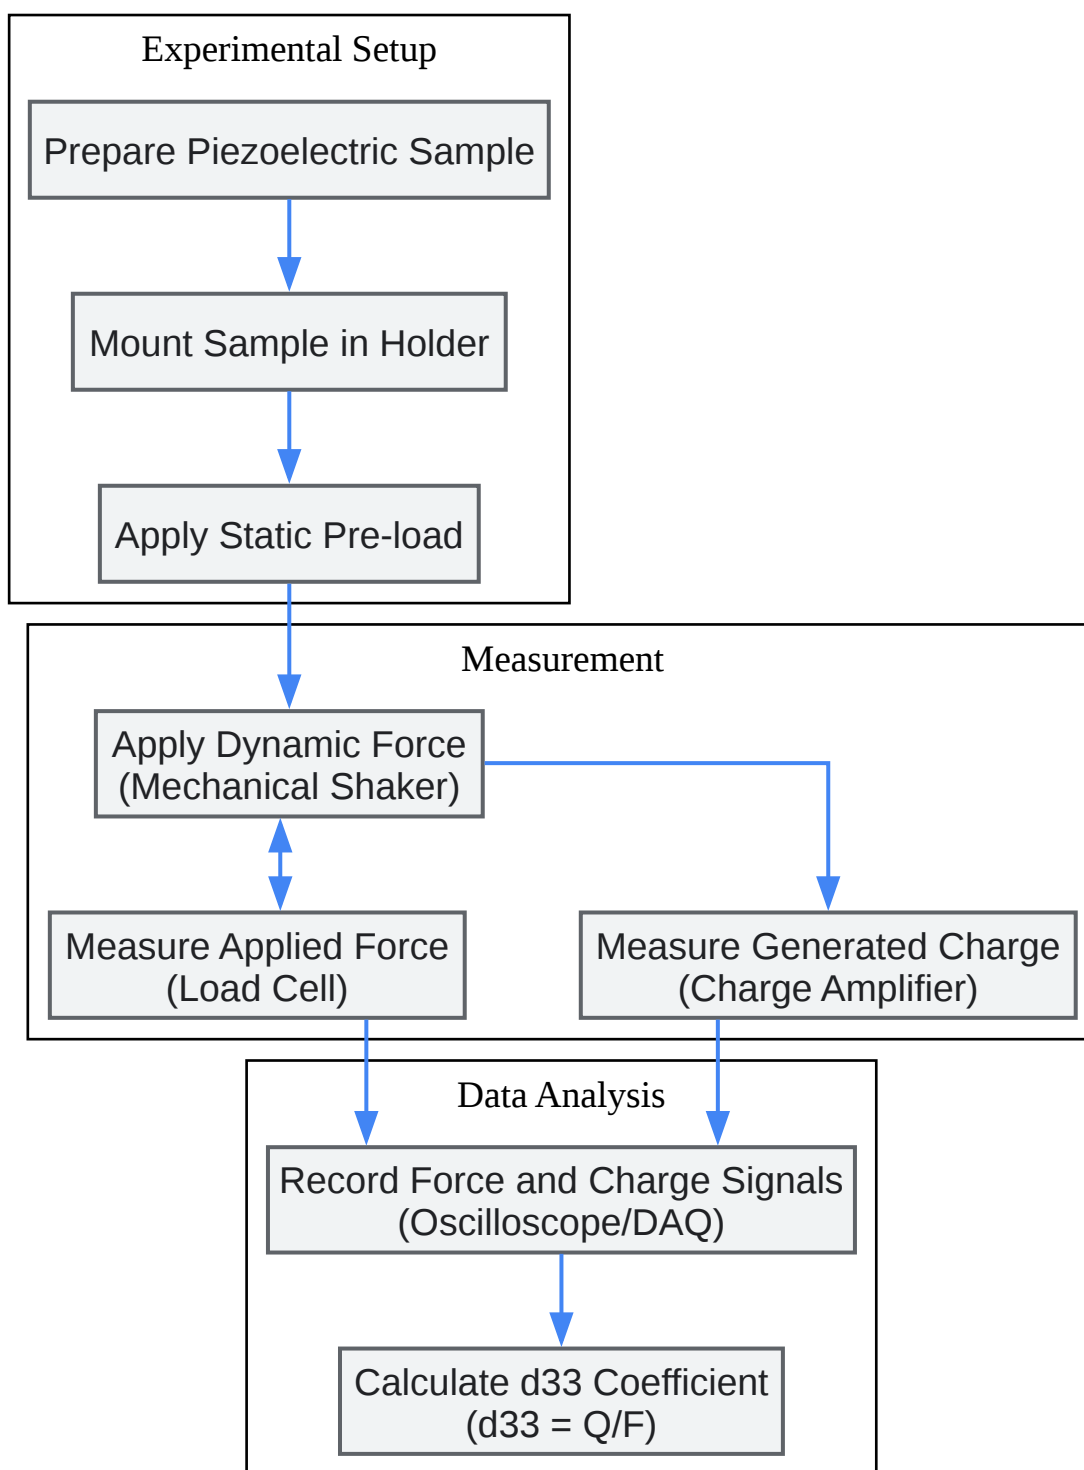 Experimental Setup
Prepare Piezoelectric Sample
Mount Sample in Holder
Apply Static Pre-load
Measurement
Apply Dynamic Force
(Mechanical Shaker)
Measure Applied Force
(Load Cell)
Measure Generated Charge
(Charge Amplifier)
Data Analysis
Record Force and Charge Signals
(Oscilloscope/DAQ)
Calculate d33 Coefficient
(d33 = Q/F)